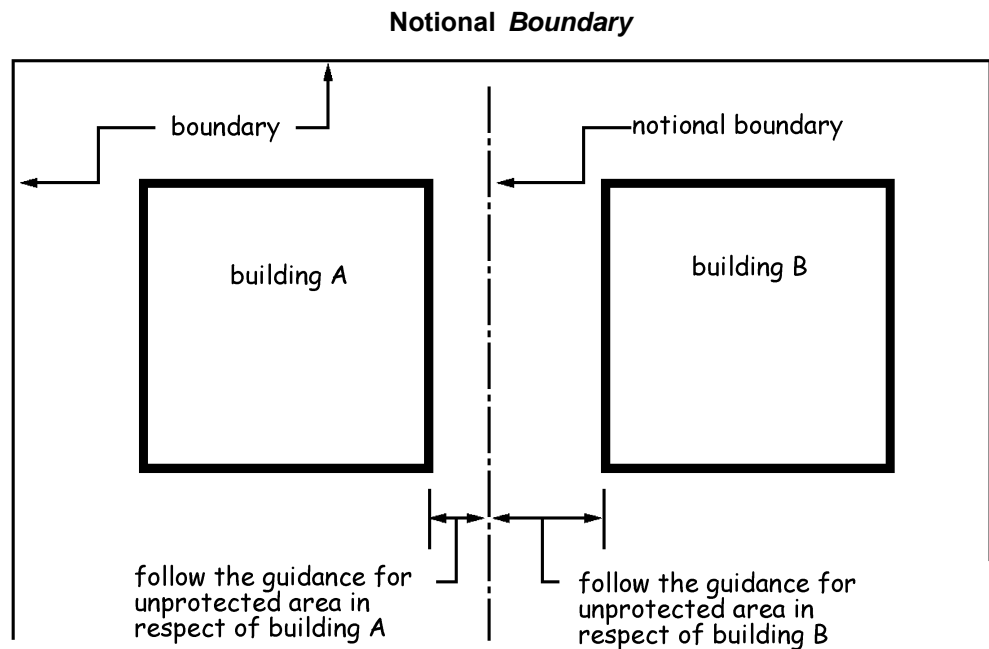 Notional Boundary
boundary
notional boundary
building A
building B
follow the guidance for
unprotected area in
respect of building A
follow the guidance for
unprotected area in
respect of building B